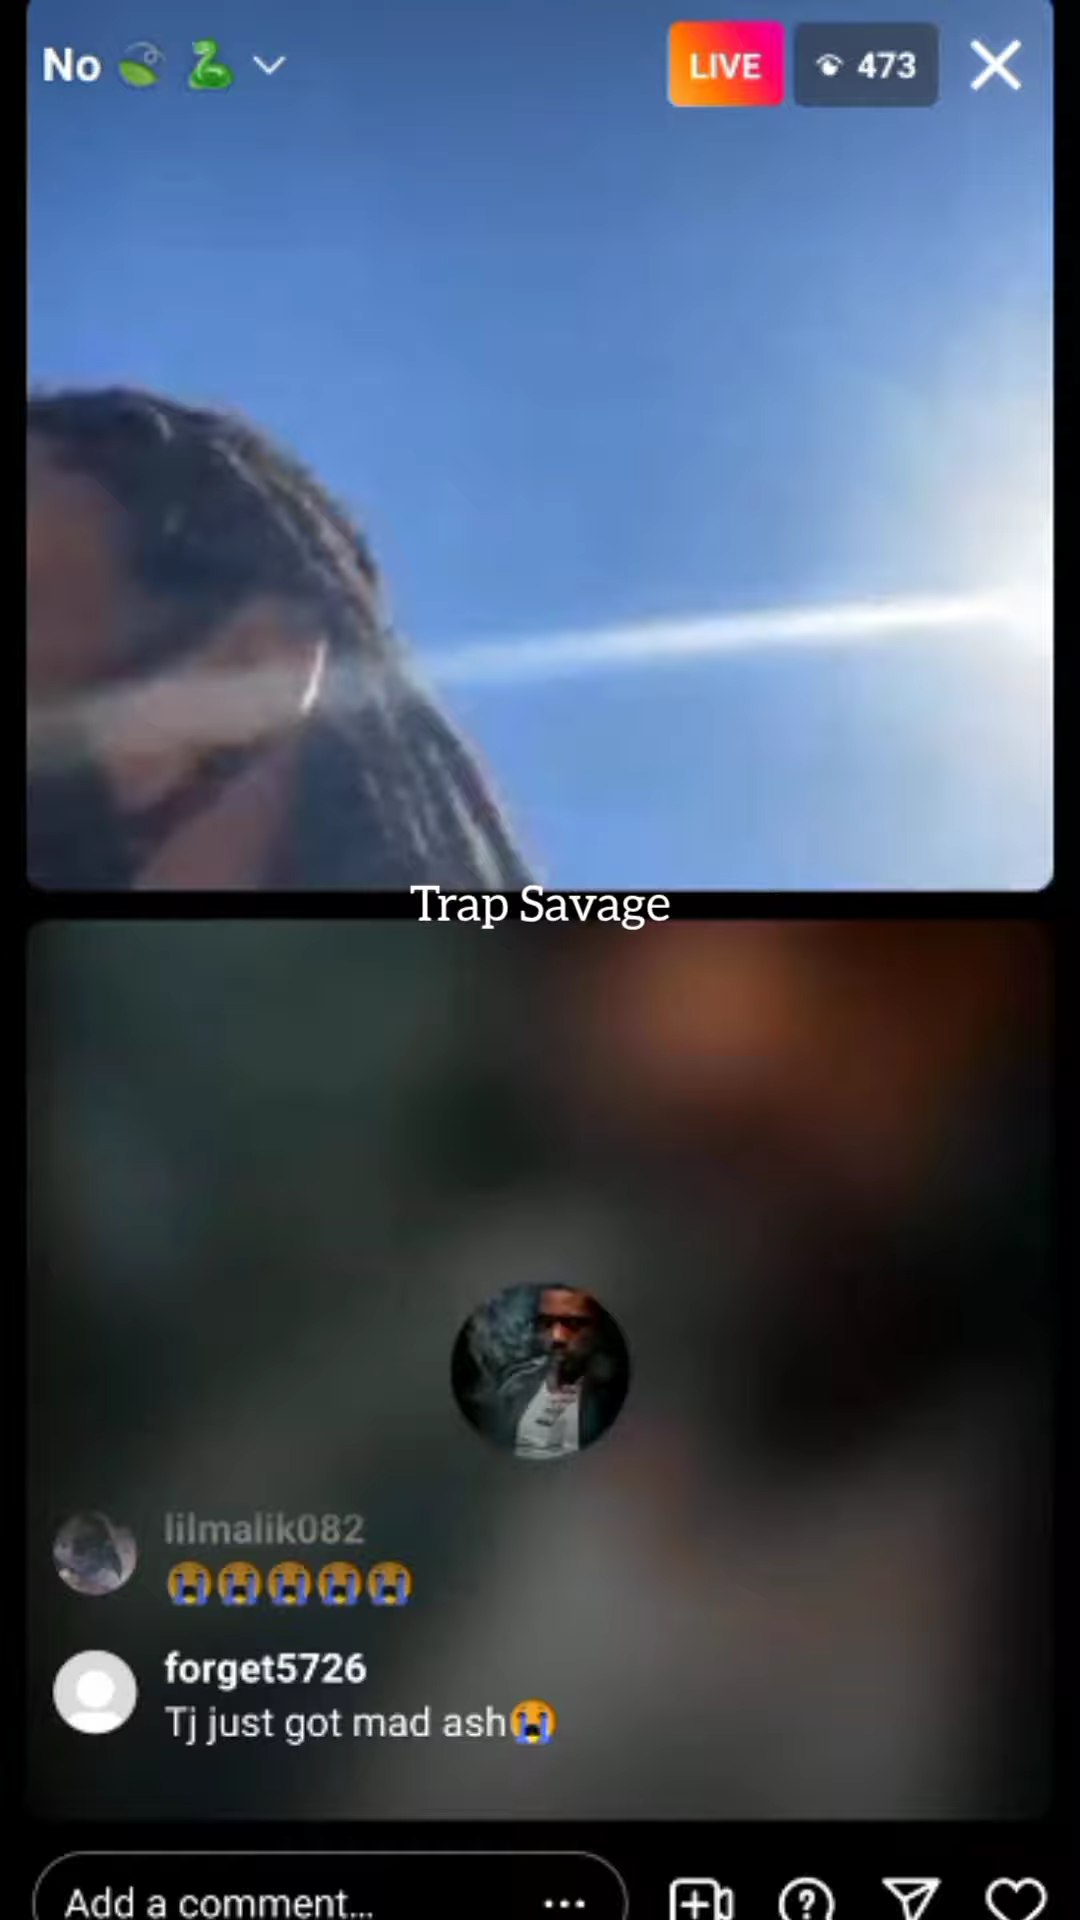 No 🍃 🐍
LIVE
473
Trap Savage
lilmalik082
😭😭😭😭😭
forget5726
Tj just got mad ash😭
Add a comment...